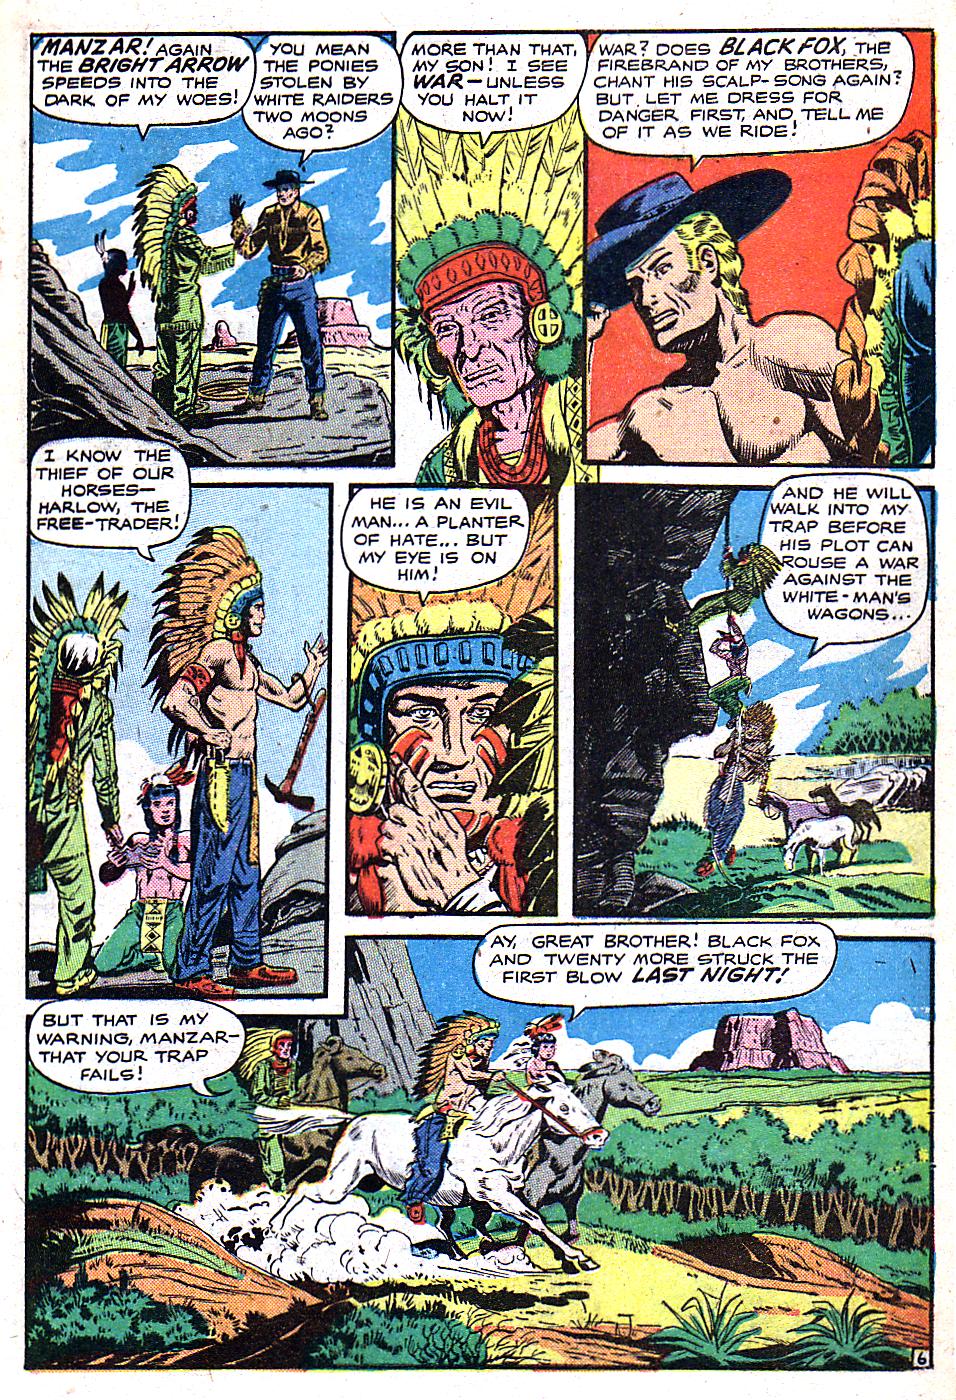 MANZAR! AGAIN
THE BRIGHT ARROW
SPEEDS INTO THE
DARK OF MY WOES!
YOU MEAN
THE PONIES
STOLEN BY
WHITE RAIDERS
TWO MOONS
AGO?
MORE THAN THAT,
MY SON! I SEE
WAR-UNLESS
YOU HALT IT
NOW!
WAR? DOES BLACK FOX, THE
FIREBRAND OF MY BROTHERS,
CHANT HIS SCALP-SONG AGAIN?
BUT LET ME DRESS FOR
DANGER FIRST, AND TELL ME
OF IT AS WE RIDE!
I KNOW THE
THIEF OF OUR
HORSES-
HARLOW, THE
FREE-TRADER!
HE IS AN EVIL
MAN... A PLANTER
OF HATE... BUT
MY EYE IS ON
HIM!
AND HE WILL
WALK INTO MY
TRAP BEFORE
HIS PLOT CAN
ROUSE A WAR
AGAINST THE
WHITE-MAN'S
WAGONS...
BUT THAT IS MY
WARNING, MANZAR-
THAT YOUR TRAP
FAILS!
AY, GREAT BROTHER! BLACK FOX
AND TWENTY MORE STRUCK THE
FIRST BLOW LAST NIGHT!
6